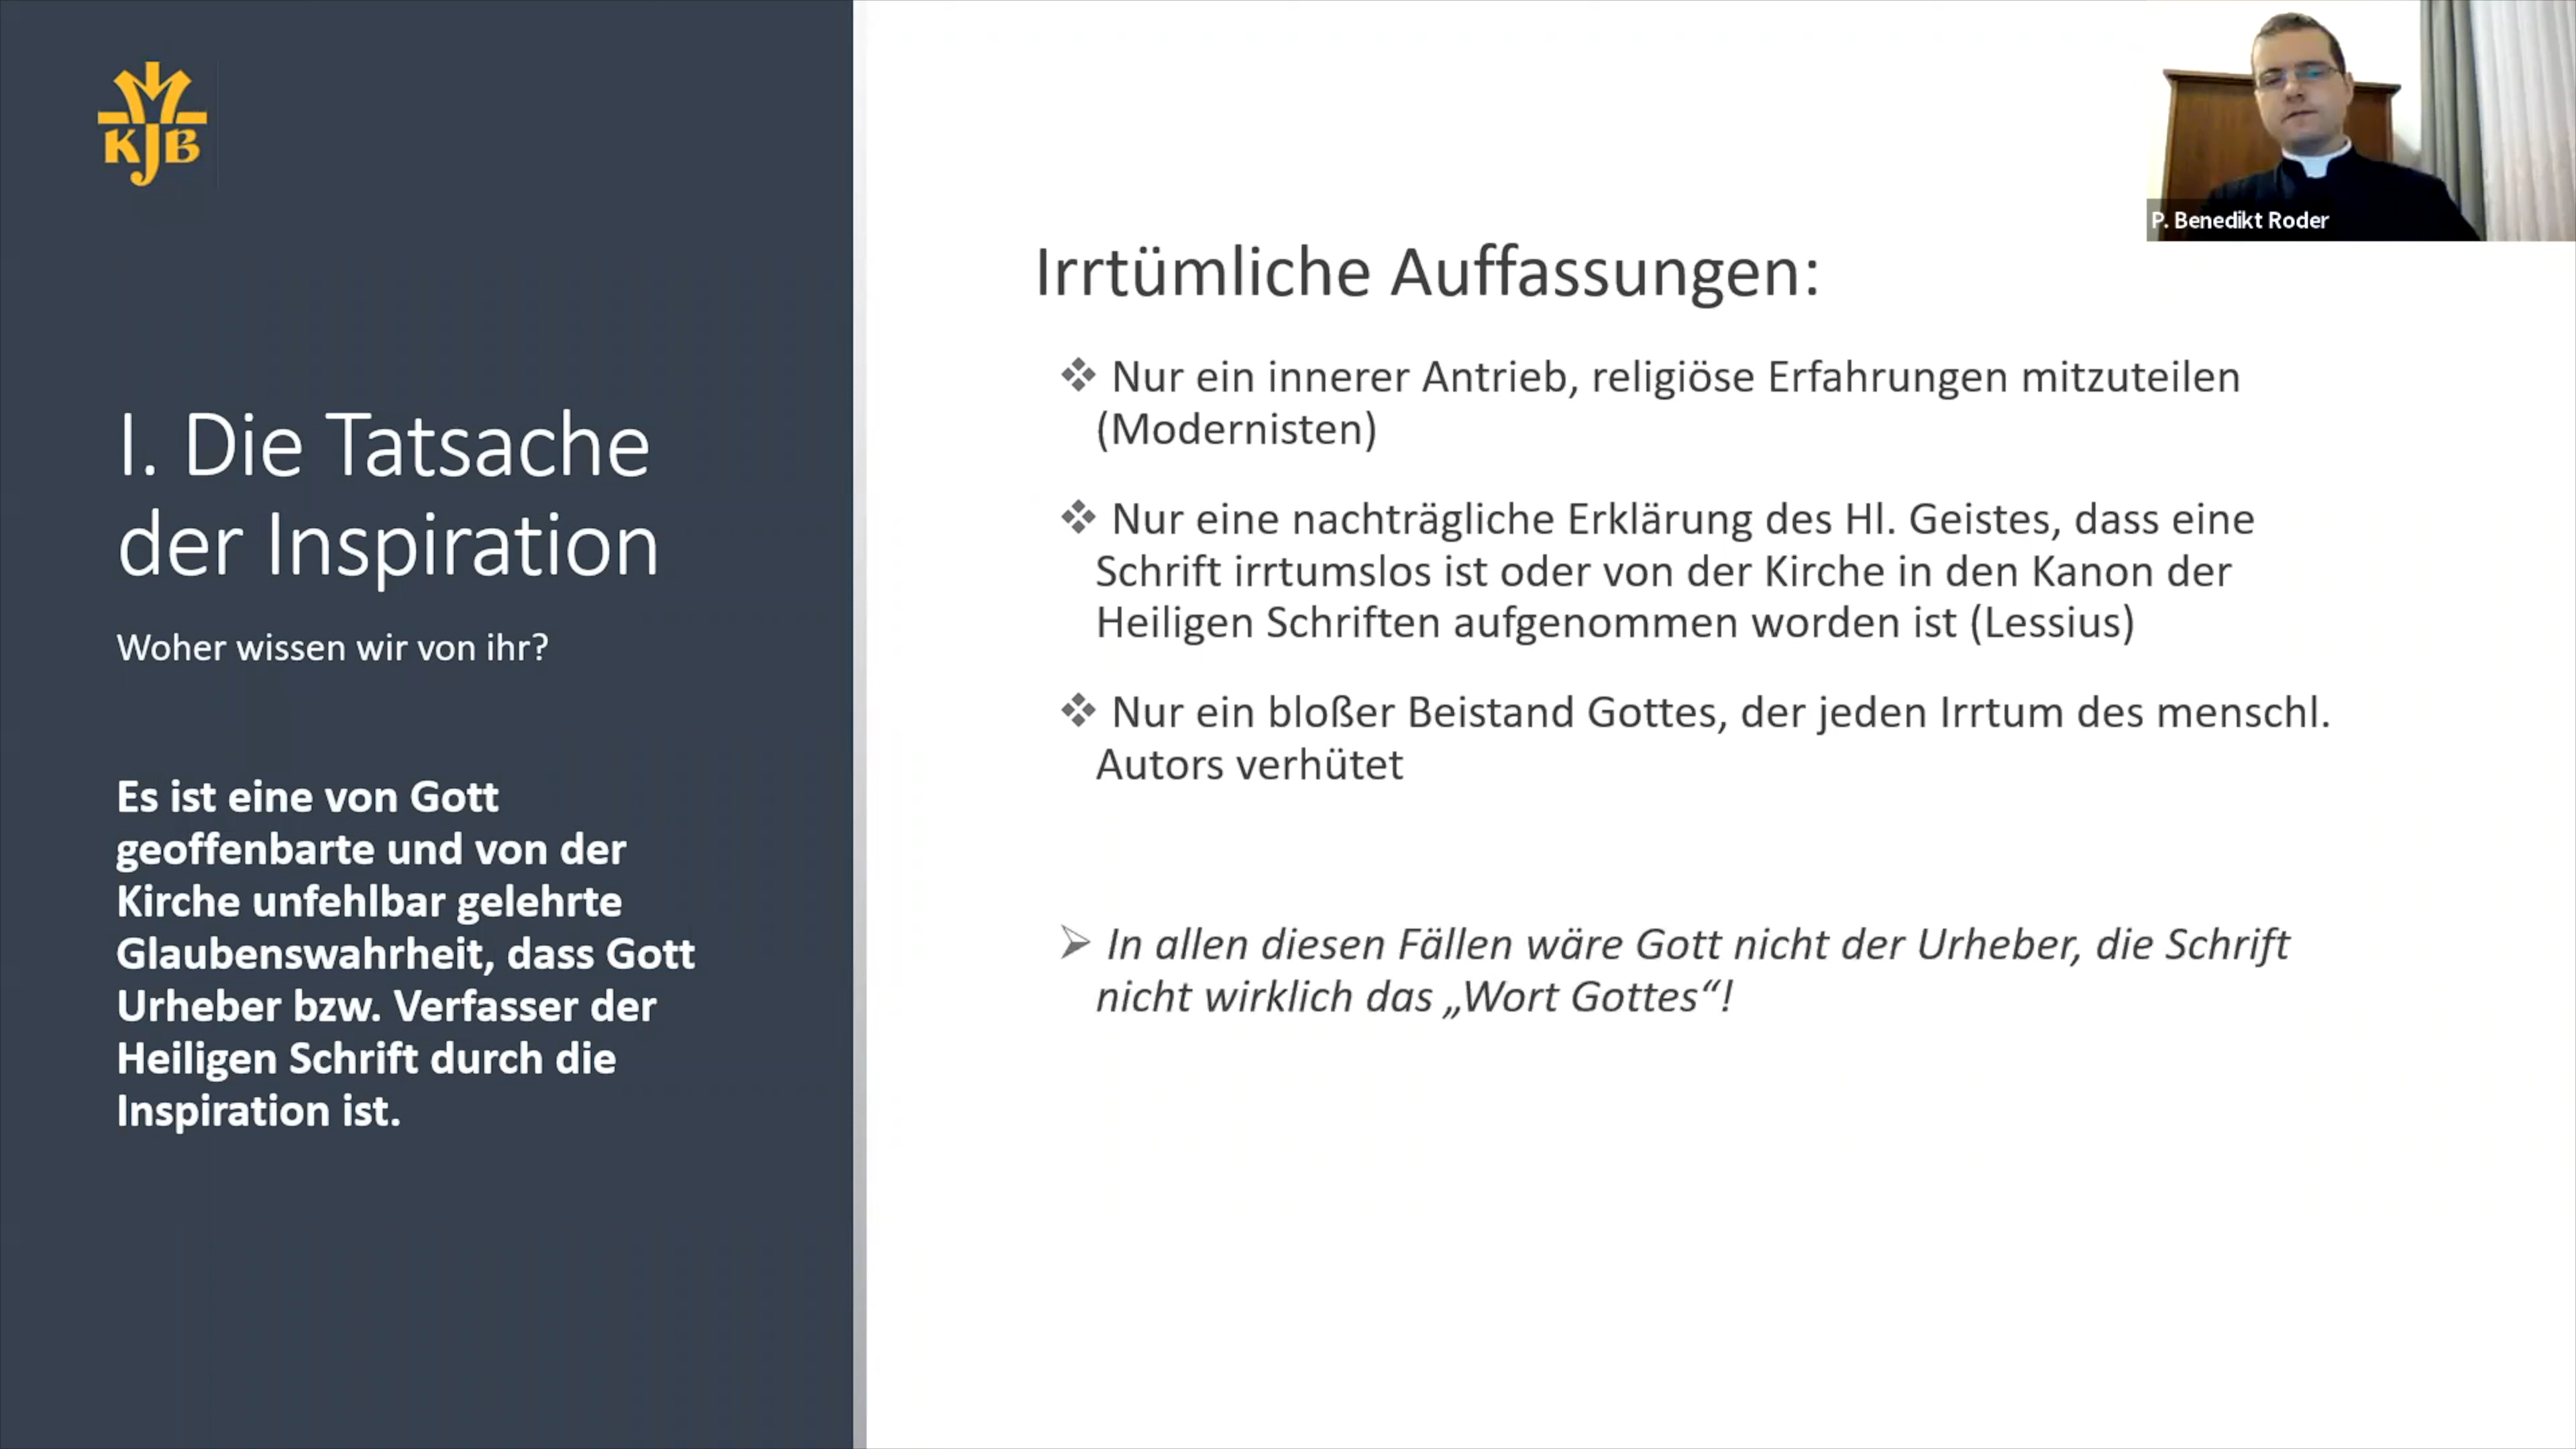 KJB
I. Die Tatsache
der Inspiration
Woher wissen wir von ihr?
Es ist eine von Gott
geoffenbarte und von der
Kirche unfehlbar gelehrte
Glaubenswahrheit, dass Gott
Urheber bzw. Verfasser der
Heiligen Schrift durch die
Inspiration ist.
P. Benedikt Roder
Irrtümliche Auffassungen:
❖ Nur ein innerer Antrieb, religiöse Erfahrungen mitzuteilen
(Modernisten)
❖ Nur eine nachträgliche Erklärung des Hl. Geistes, dass eine
Schrift irrtumslos ist oder von der Kirche in den Kanon der
Heiligen Schriften aufgenommen worden ist (Lessius)
❖ Nur ein bloßer Beistand Gottes, der jeden Irrtum des menschl.
Autors verhütet
➢ In allen diesen Fällen wäre Gott nicht der Urheber, die Schrift
nicht wirklich das „Wort Gottes“!